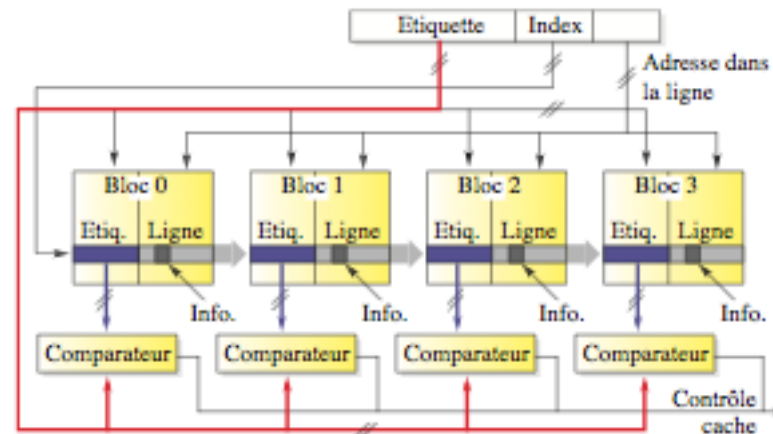 Etiquette Index
Adresse dans
la ligne
Bloc 0 Bloc 1 Bloc 2 Bloc 3
Etiq. Ligne Etiq. Ligne Etiq. Ligne Etiq. Ligne
Info. Info. Info. Info.
Comparateur Comparateur Comparateur Comparateur
Contrôle
cache